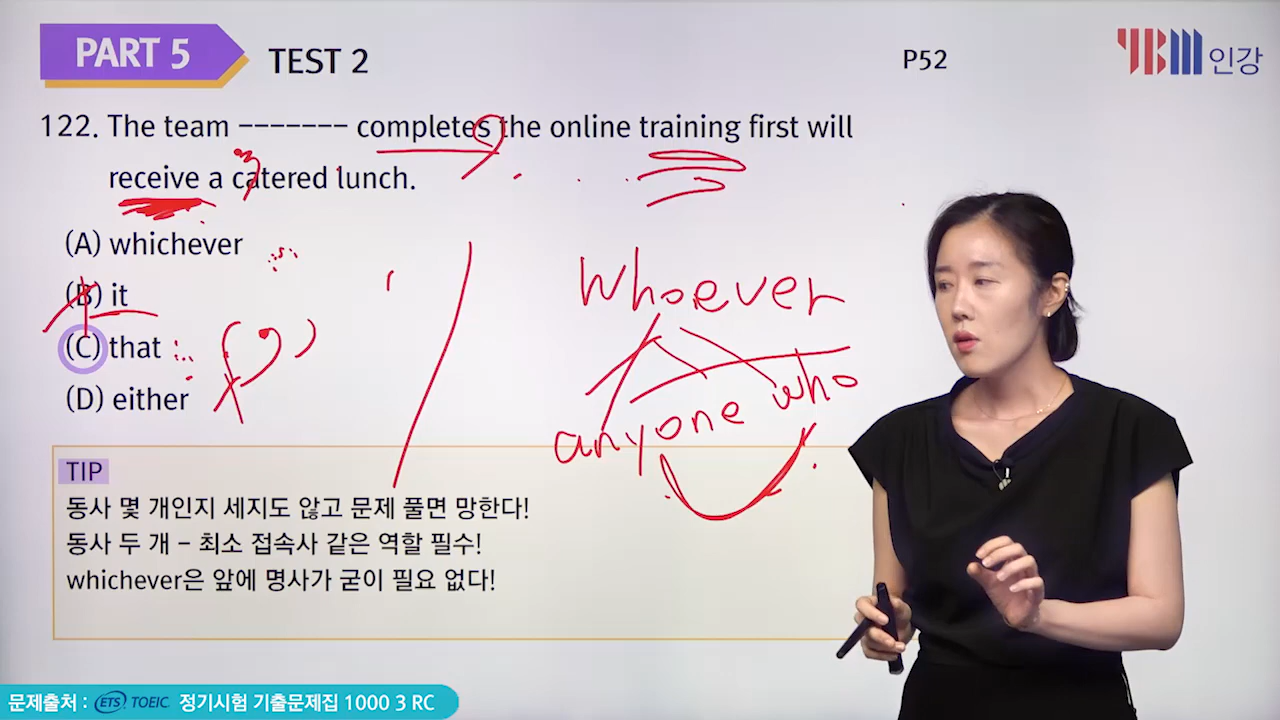 PART 5
TEST 2
P52
YBM 인강
122. The team ------- completes the online training first will
receive a catered lunch.
(A) whichever
(B) it
(C) that
(D) either
whoever
anyone who
TIP
동사 몇 개인지 세지도 않고 문제 풀면 망한다!
동사 두 개 – 최소 접속사 같은 역할 필수!
whichever은 앞에 명사가 굳이 필요 없다!
문제출처 : ETS TOEIC 정기시험 기출문제집 1000 3 RC